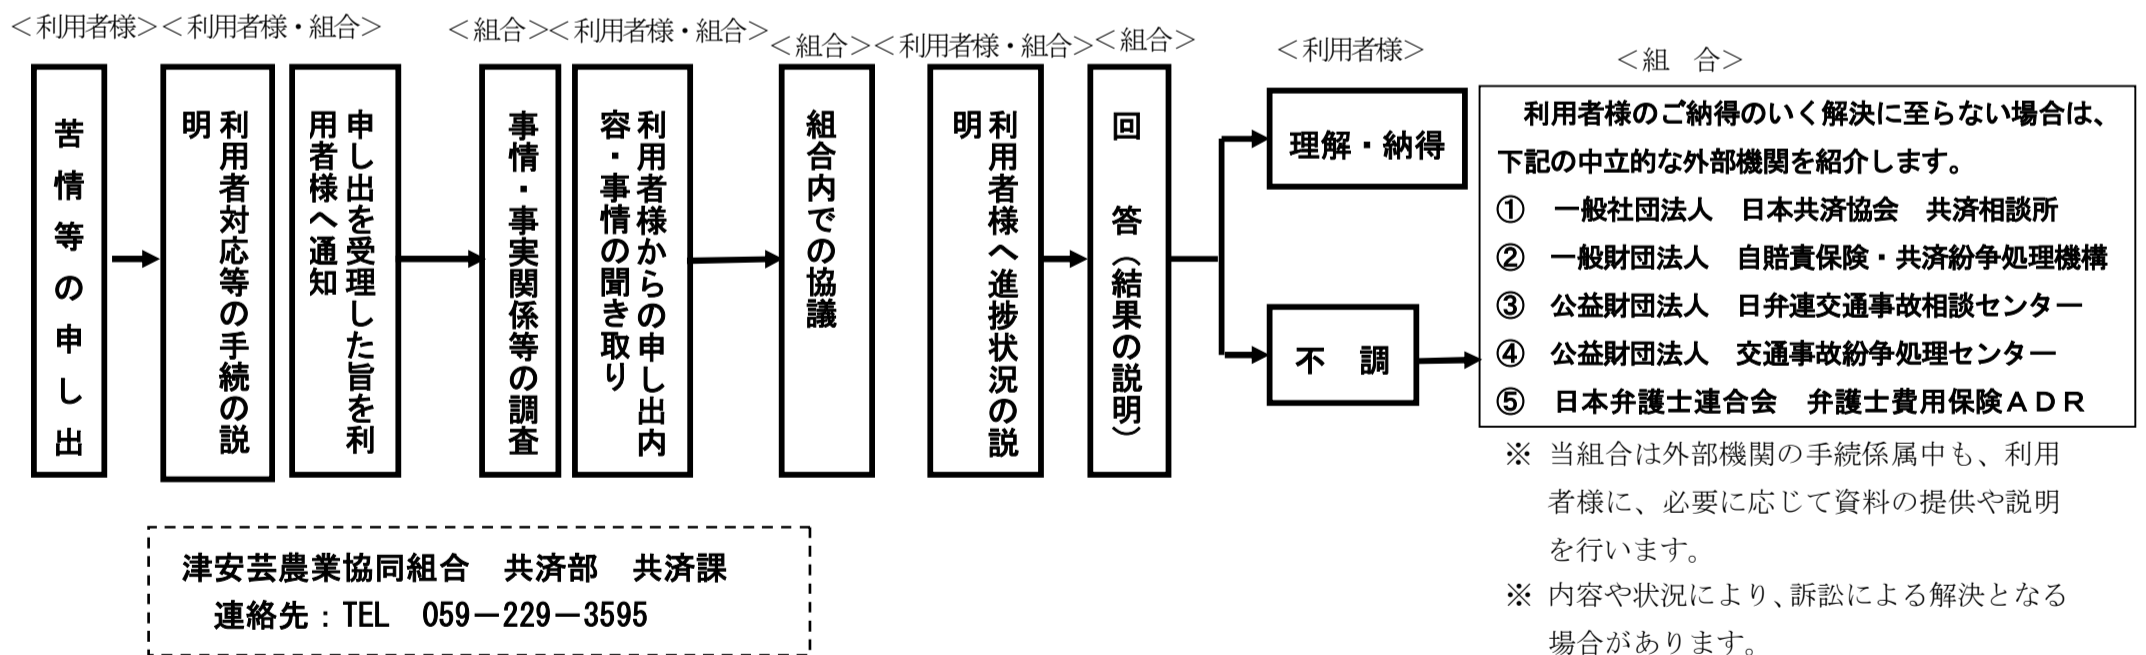 ＜利用者様＞
＜利用者様・組合＞
＜組合＞
＜利用者様・組合＞
＜組合＞
＜利用者様・組合＞
＜組合＞
＜利用者様＞
＜組　合＞
苦情等の申し出
利用者対応等の手続の説
明
申し出を受理した旨を利
用者様へ通知
事情・事実関係等の調査
利用者様からの申し出内
容・事情の聞き取り
組合内での協議
利用者様へ進捗状況の説
明
回　答（結果の説明）
理解・納得
不　調
利用者様のご納得のいく解決に至らない場合は、
下記の中立的な外部機関を紹介します。
①　一般社団法人　日本共済協会　共済相談所
②　一般財団法人　自賠責保険・共済紛争処理機構
③　公益財団法人　日弁連交通事故相談センター
④　公益財団法人　交通事故紛争処理センター
⑤　日本弁護士連合会　弁護士費用保険ＡＤＲ
※ 当組合は外部機関の手続係属中も、利用
者様に、必要に応じて資料の提供や説明
を行います。
※ 内容や状況により、訴訟による解決となる
場合があります。
津安芸農業協同組合　共済部　共済課
連絡先：TEL　059－229－3595